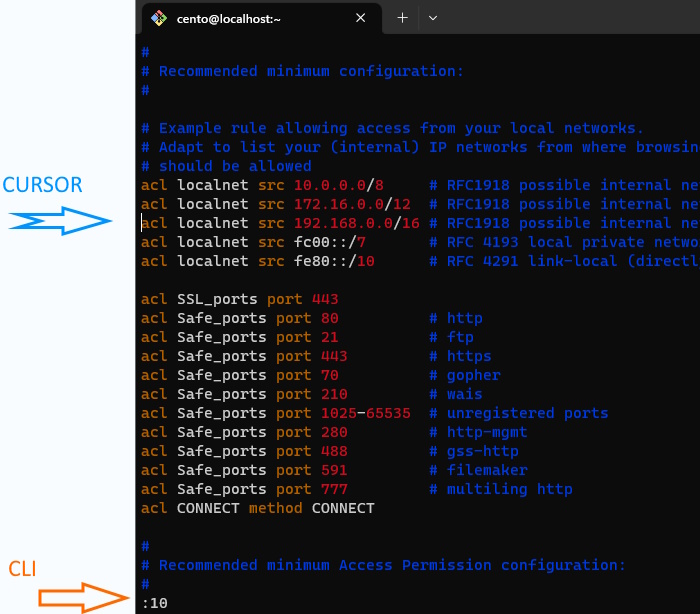 cento@localhost:~
#
# Recommended minimum configuration:
#
# Example rule allowing access from your local networks.
# Adapt to list your (internal) IP networks from where browsin
# should be allowed
CURSOR
acl localnet src 10.0.0.0/8 # RFC1918 possible internal ne
acl localnet src 172.16.0.0/12 # RFC1918 possible internal ne
acl localnet src 192.168.0.0/16 # RFC1918 possible internal ne
acl localnet src fc00::/7 # RFC 4193 local private netwo
acl localnet src fe80::/10 # RFC 4291 link-local (directl
acl SSL_ports port 443
acl Safe_ports port 80 # http
acl Safe_ports port 21 # ftp
acl Safe_ports port 443 # https
acl Safe_ports port 70 # gopher
acl Safe_ports port 210 # wais
acl Safe_ports port 1025-65535 # unregistered ports
acl Safe_ports port 280 # http-mgmt
acl Safe_ports port 488 # gss-http
acl Safe_ports port 591 # filemaker
acl Safe_ports port 777 # multiling http
acl CONNECT method CONNECT
#
# Recommended minimum Access Permission configuration:
#
CLI
:10